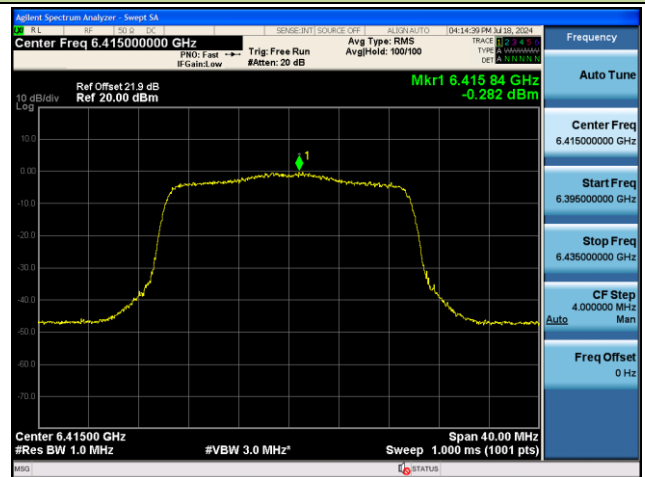 Agilent Spectrum Analyzer - Swept SA
RL RF 50 Ω DC SENSE:INT SOURCE OFF ALIGN AUTO 04:14:39 PM Jul 18, 2024
Center Freq 6.415000000 GHz
PNO: Fast
IFGain:Low
Trig: Free Run
#Atten: 20 dB
Avg Type: RMS
Avg|Hold: 100/100
TRACE 1 2 3 4 5
TYPE
DET A N N N N N
Mkr1 6.415 84 GHz
-0.282 dBm
Ref Offset 21.9 dB
10 dB/div Ref 20.00 dBm
Log
10.0
1
0.00
-10.0
-20.0
-30.0
-40.0
-50.0
-60.0
-70.0
Center 6.41500 GHz Span 40.00 MHz
#Res BW 1.0 MHz #VBW 3.0 MHz* Sweep 1.000 ms (1001 pts)
MSG STATUS
Frequency
Auto Tune
Center Freq
6.415000000 GHz
Start Freq
6.395000000 GHz
Stop Freq
6.435000000 GHz
CF Step
4.000000 MHz
Auto Man
Freq Offset
0 Hz